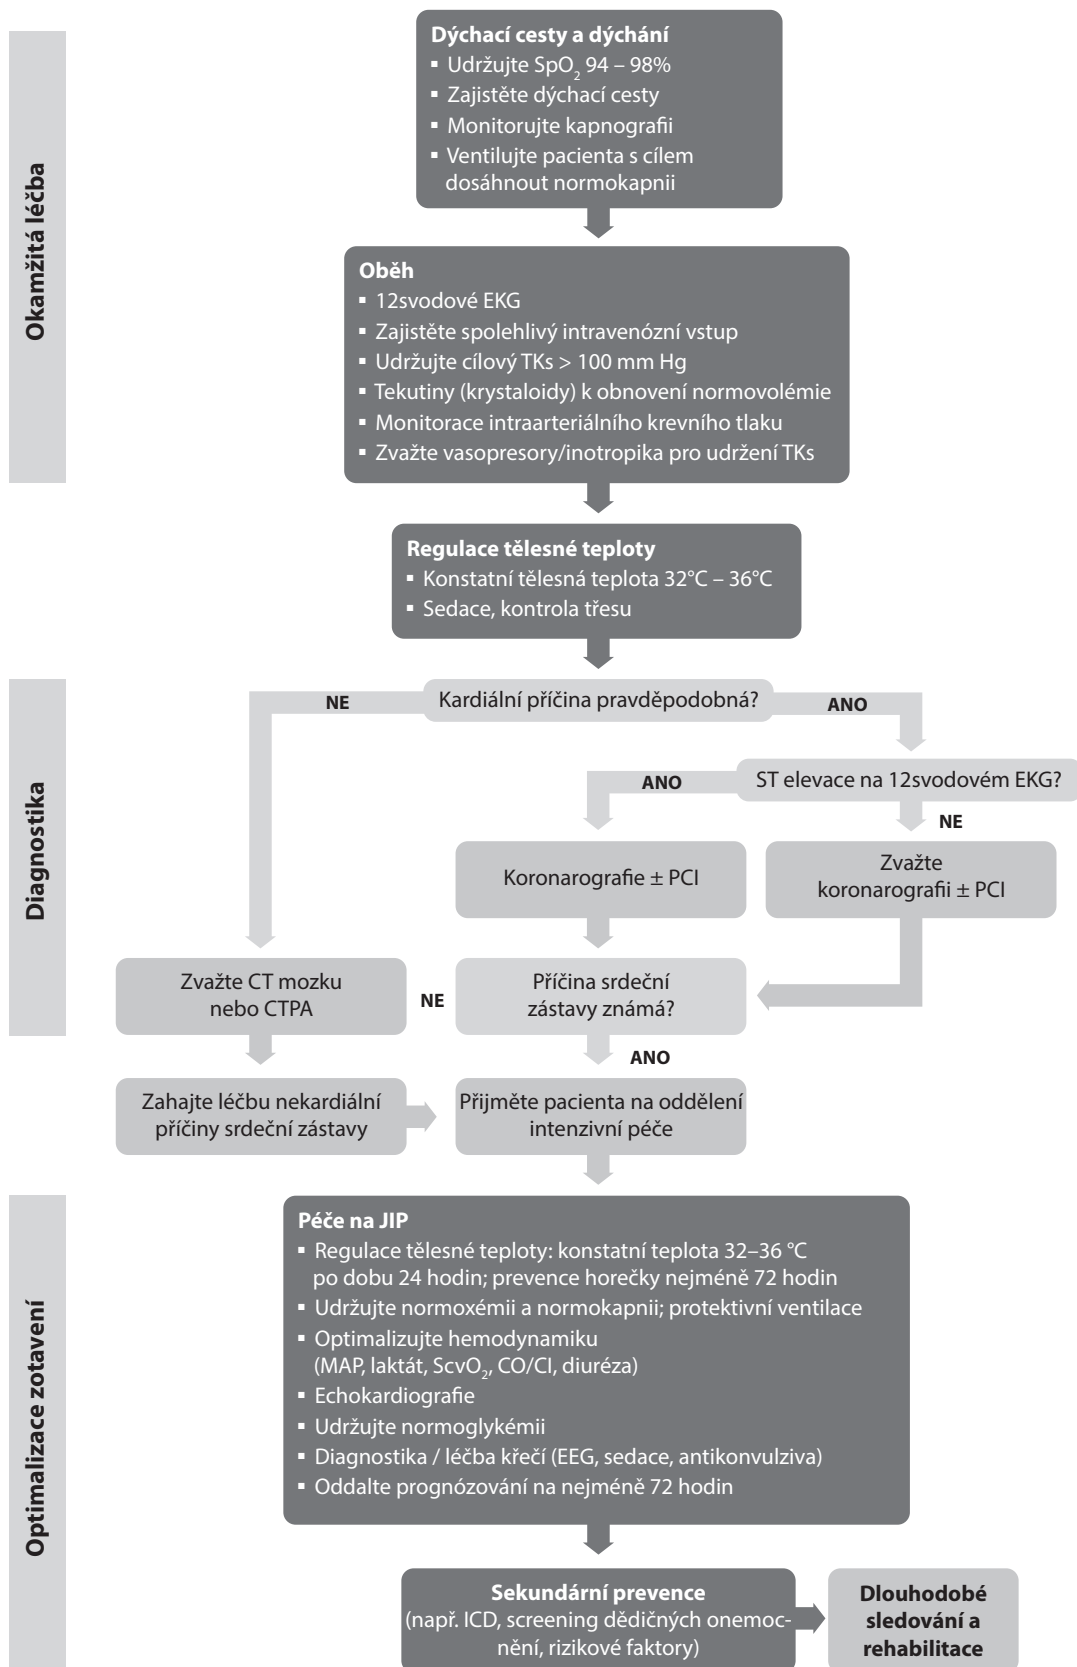 Okamžitá léčba
Dýchací cesty a dýchání
▪ Udržujte SpO₂ 94 – 98%
▪ Zajistěte dýchací cesty
▪ Monitorujte kapnografii
▪ Ventilujte pacienta s cílem
dosáhnout normokapnii
Oběh
▪ 12svodové EKG
▪ Zajistěte spolehlivý intravenózní vstup
▪ Udržujte cílový TKs > 100 mm Hg
▪ Tekutiny (krystaloidy) k obnovení normovolémie
▪ Monitorace intraarteriálního krevního tlaku
▪ Zvažte vasopresory/inotropika pro udržení TKs
Regulace tělesné teploty
▪ Konstatní tělesná teplota 32°C – 36°C
▪ Sedace, kontrola třesu
Diagnostika
NE
Kardiální příčina pravděpodobná?
ANO
ANO
ST elevace na 12svodovém EKG?
NE
Koronarografie ± PCI
Zvažte
koronarografii ± PCI
Zvažte CT mozku
nebo CTPA
NE
Příčina srdeční
zástavy známá?
ANO
Zahajte léčbu nekardiální
příčiny srdeční zástavy
Přijměte pacienta na oddělení
intenzivní péče
Optimalizace zotavení
Péče na JIP
▪ Regulace tělesné teploty: konstatní teplota 32–36 °C
po dobu 24 hodin; prevence horečky nejméně 72 hodin
▪ Udržujte normoxémii a normokapnii; protektivní ventilace
▪ Optimalizujte hemodynamiku
(MAP, laktát, ScvO₂, CO/CI, diuréza)
▪ Echokardiografie
▪ Udržujte normoglykémii
▪ Diagnostika / léčba křečí (EEG, sedace, antikonvulziva)
▪ Oddalte prognózování na nejméně 72 hodin
Sekundární prevence
(např. ICD, screening dědičných onemoc-
nění, rizikové faktory)
Dlouhodobé
sledování a
rehabilitace